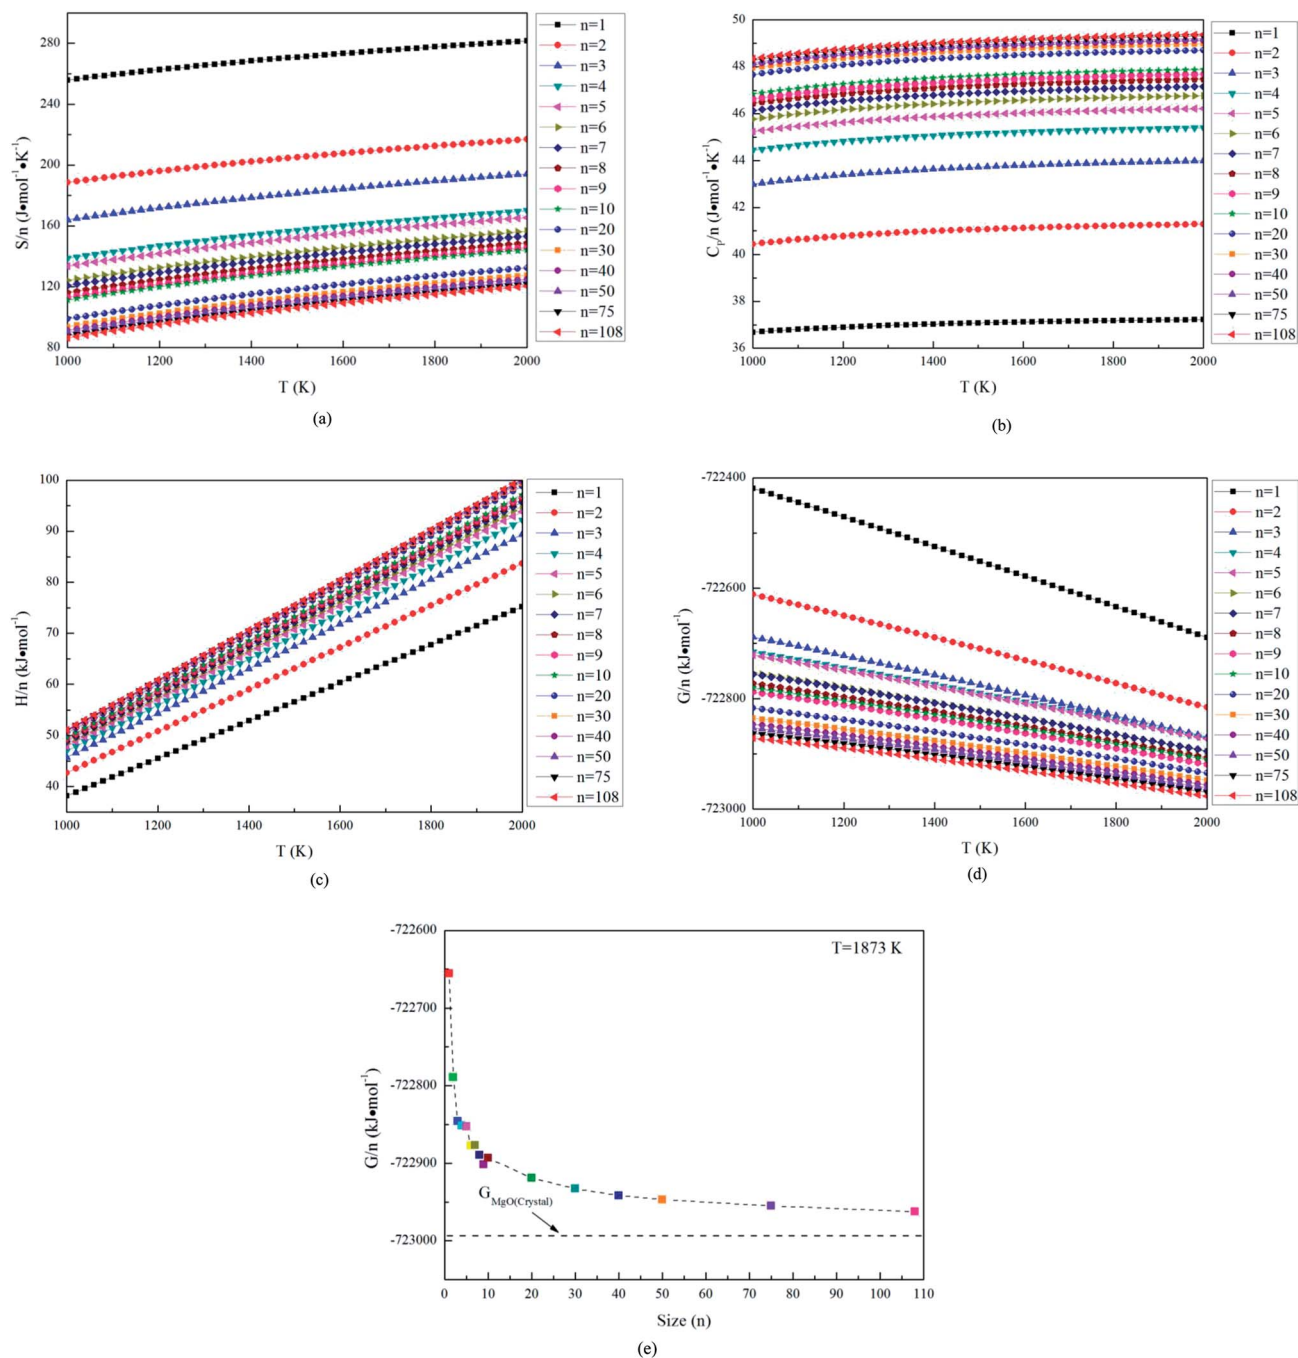 280
240
200
160
120
80
S/n (J●mol⁻¹●K⁻¹)
1000 1200 1400 1600 1800 2000
T (K)
n=1
n=2
n=3
n=4
n=5
n=6
n=7
n=8
n=9
n=10
n=20
n=30
n=40
n=50
n=75
n=108
(a)
50
48
46
44
42
40
38
36
Cₚ/n (J●mol⁻¹●K⁻¹)
1000 1200 1400 1600 1800 2000
T (K)
n=1
n=2
n=3
n=4
n=5
n=6
n=7
n=8
n=9
n=10
n=20
n=30
n=40
n=50
n=75
n=108
(b)
100
90
80
70
60
50
40
H/n (kJ●mol⁻¹)
1000 1200 1400 1600 1800 2000
T (K)
n=1
n=2
n=3
n=4
n=5
n=6
n=7
n=8
n=9
n=10
n=20
n=30
n=40
n=50
n=75
n=108
(c)
-722400
-722600
-722800
-723000
G/n (kJ●mol⁻¹)
1000 1200 1400 1600 1800 2000
T (K)
n=1
n=2
n=3
n=4
n=5
n=6
n=7
n=8
n=9
n=10
n=20
n=30
n=40
n=50
n=75
n=108
(d)
-722600
-722700
-722800
-722900
-723000
G/n (kJ●mol⁻¹)
T=1873 K
G MgO(Crystal)
0 10 20 30 40 50 60 70 80 90 100 110
Size (n)
(e)